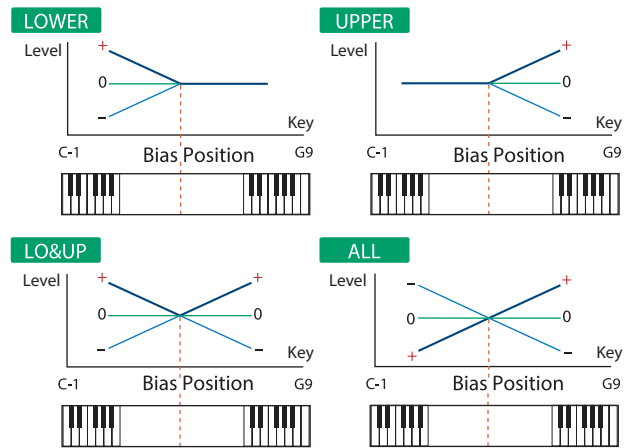 LOWER
Level
+
0
−
Key
C-1 Bias Position G9
UPPER
Level
+
0
−
Key
C-1 Bias Position G9
LO&UP
Level
+ +
0 0
− −
Key
C-1 Bias Position G9
ALL
Level
− +
0 0
+ −
Key
C-1 Bias Position G9